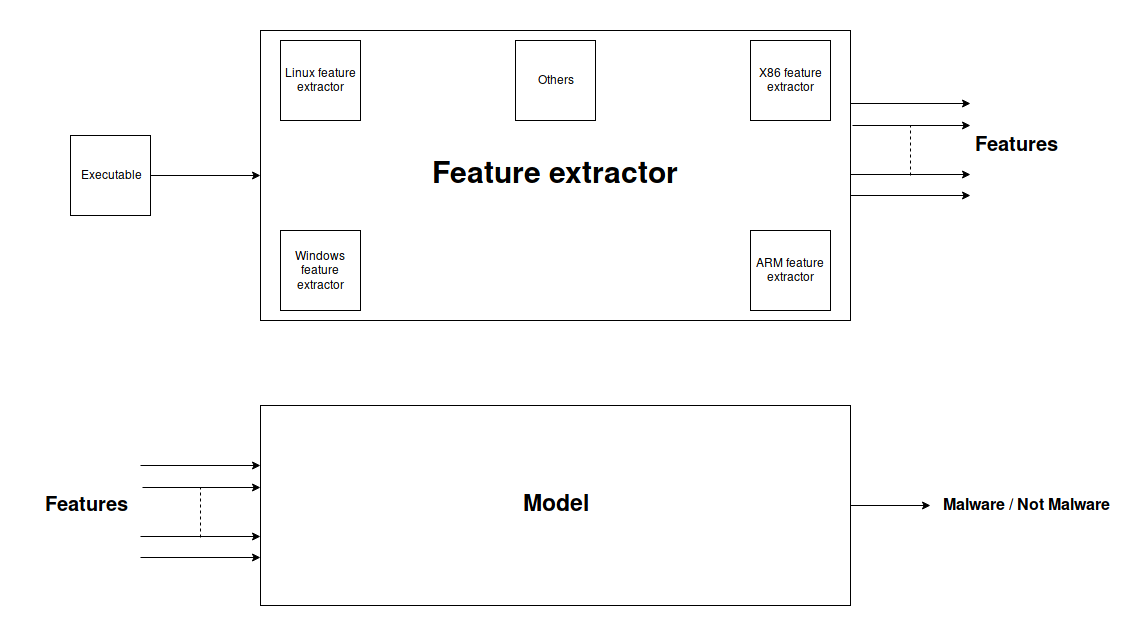 Linux feature
extractor
Others
X86 feature
extractor
Executable
Feature extractor
Features
Windows
feature
extractor
ARM feature
extractor
Features
Model
Malware / Not Malware